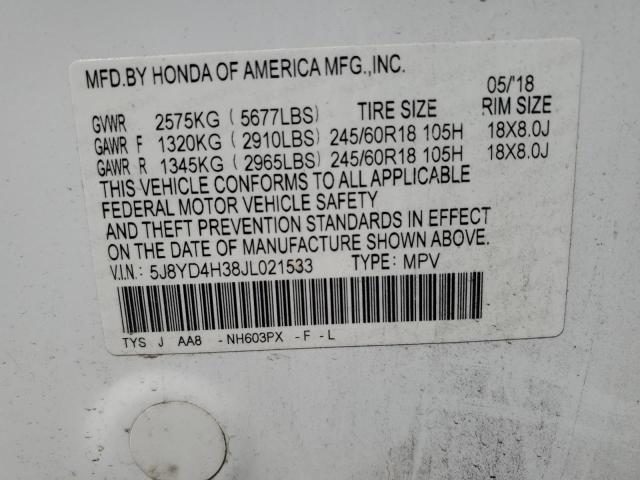 MFD.BY HONDA OF AMERICA MFG.,INC.
05/'18
GVWR 2575KG (5677LBS) TIRE SIZE RIM SIZE
GAWR F 1320KG (2910LBS) 245/60R18 105H 18X8.0J
GAWR R 1345KG (2965LBS) 245/60R18 105H 18X8.0J
THIS VEHICLE CONFORMS TO ALL APPLICABLE
FEDERAL MOTOR VEHICLE SAFETY
AND THEFT PREVENTION STANDARDS IN EFFECT
ON THE DATE OF MANUFACTURE SHOWN ABOVE.
V.I.N.: 5J8YD4H38JL021533 TYPE: MPV
TYS J AA8 -NH603PX -F -L